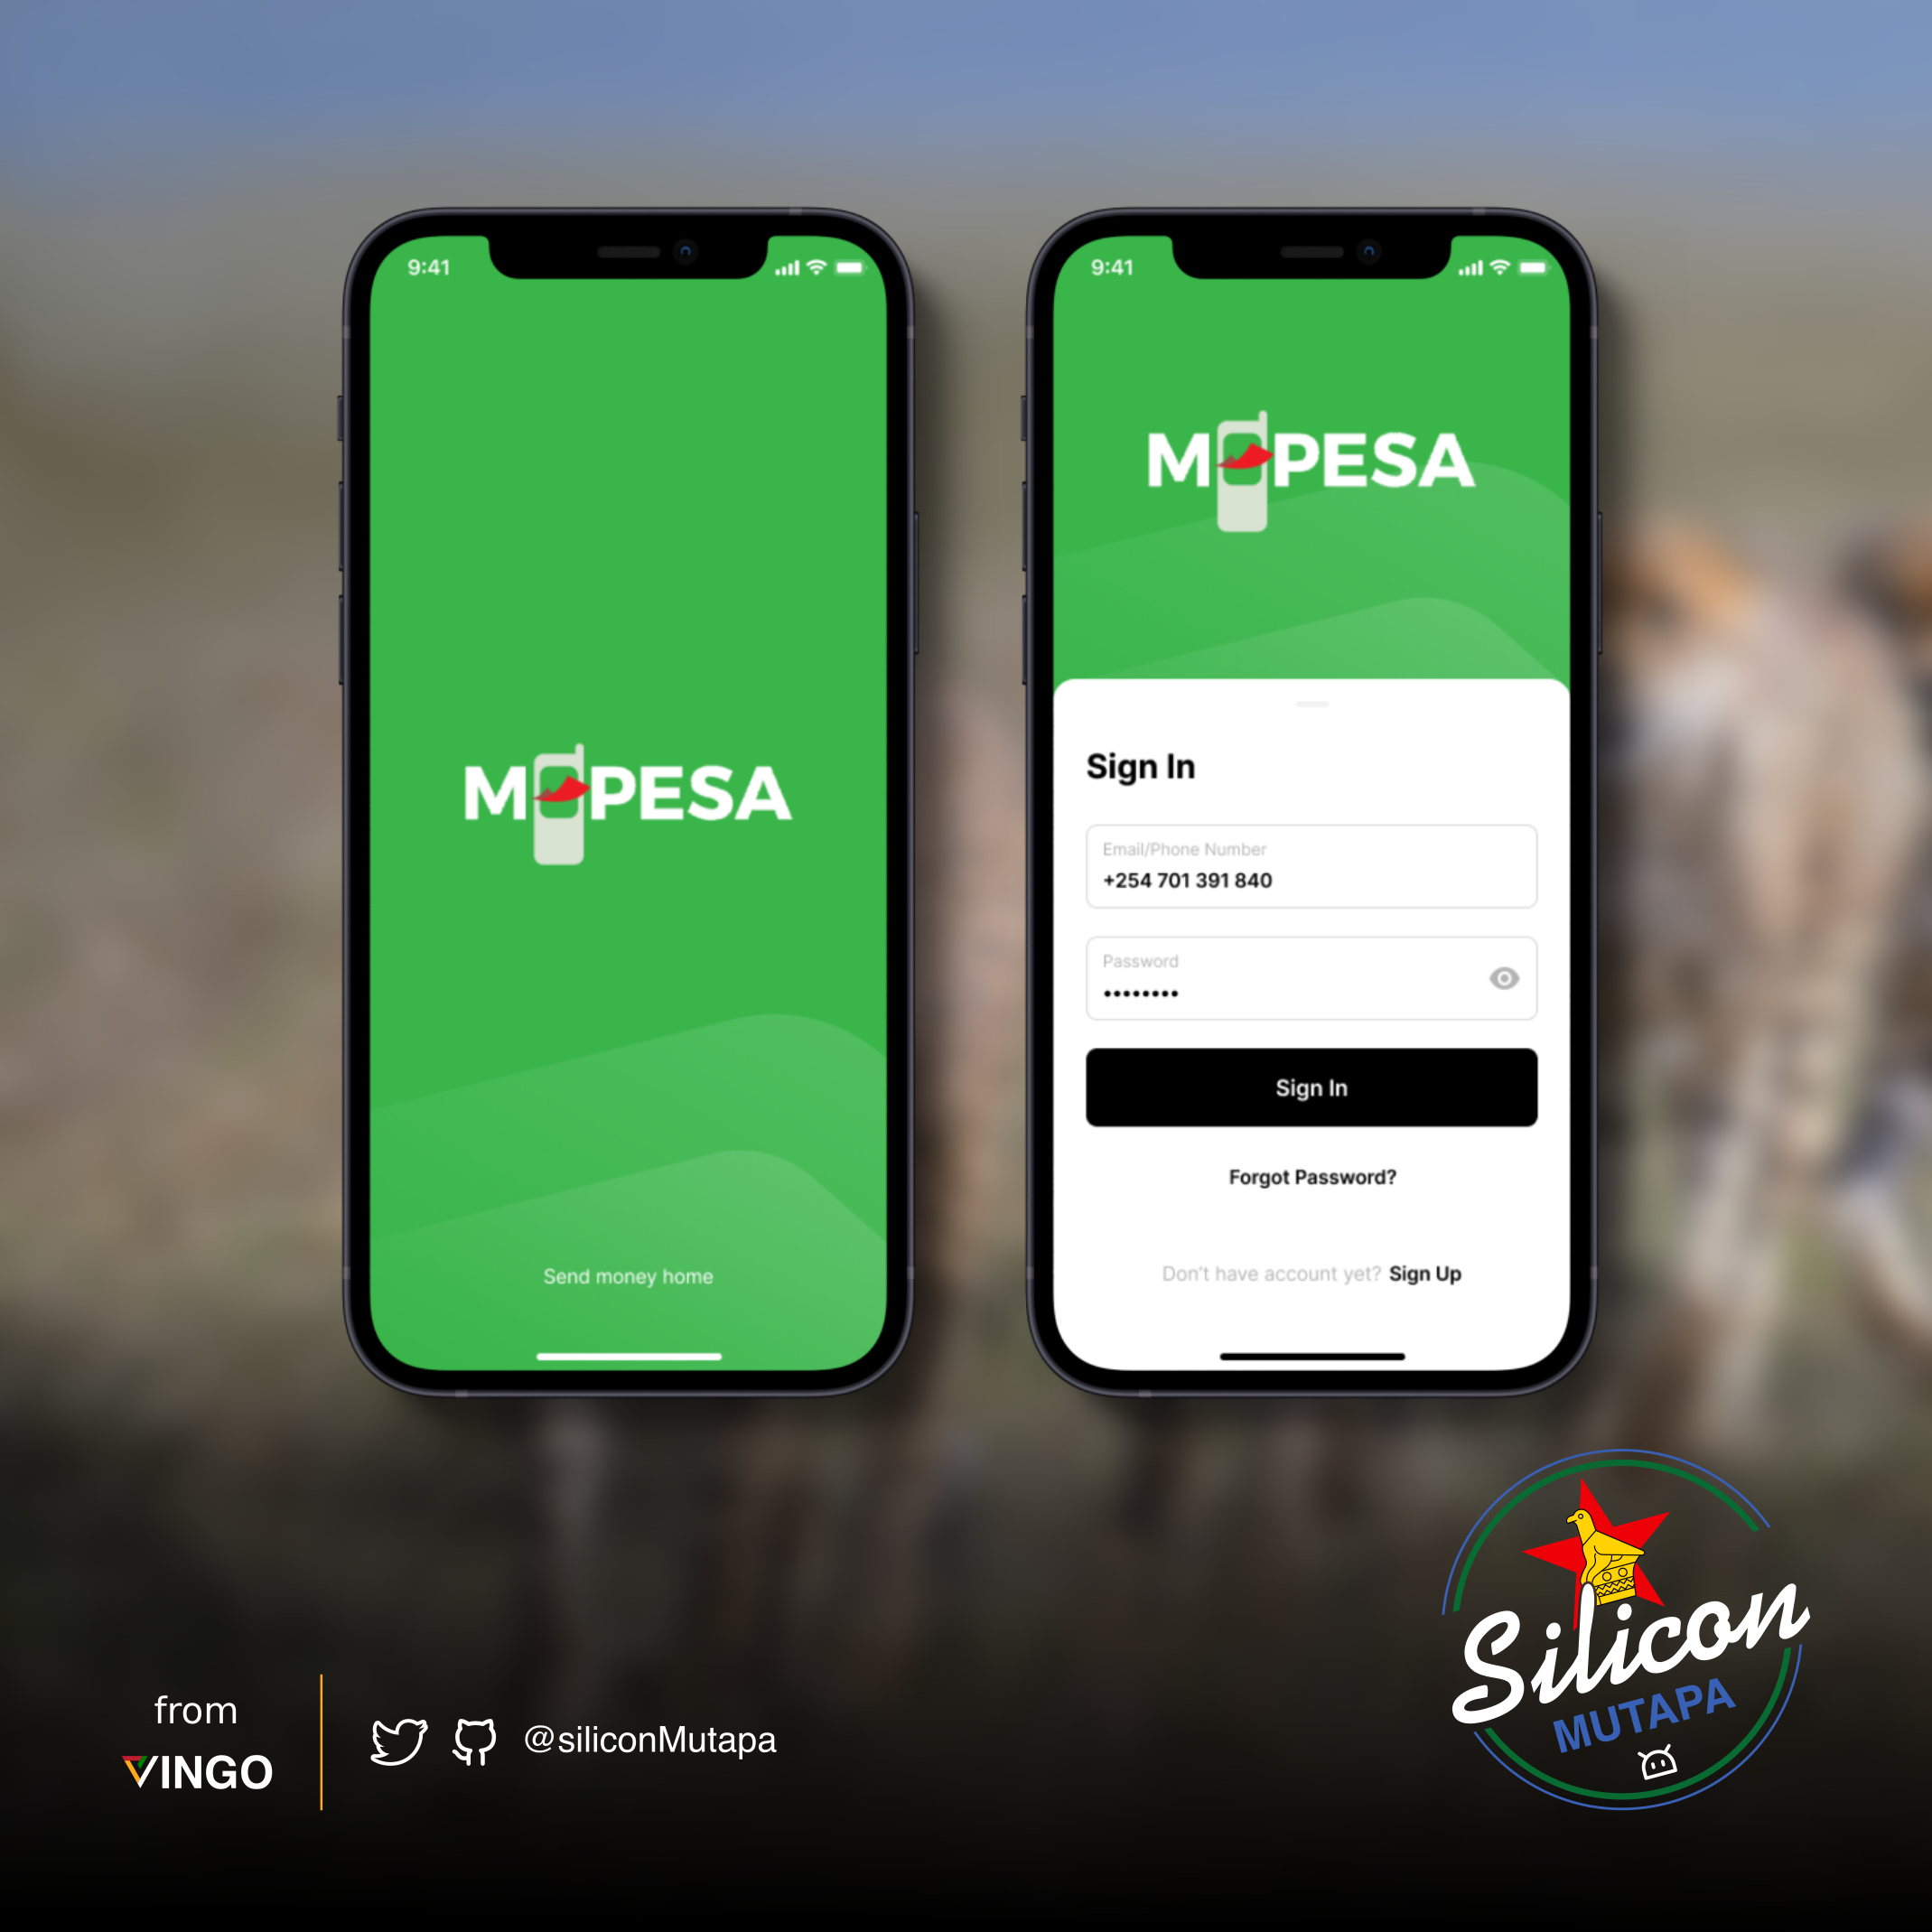 9:41
M PESA
Send money home
9:41
M PESA
Sign In
Email/Phone Number
+254 701 391 840
Password
••••••••
Sign In
Forgot Password?
Don't have account yet? Sign Up
from
VINGO
@siliconMutapa
Silicon
MUTAPA